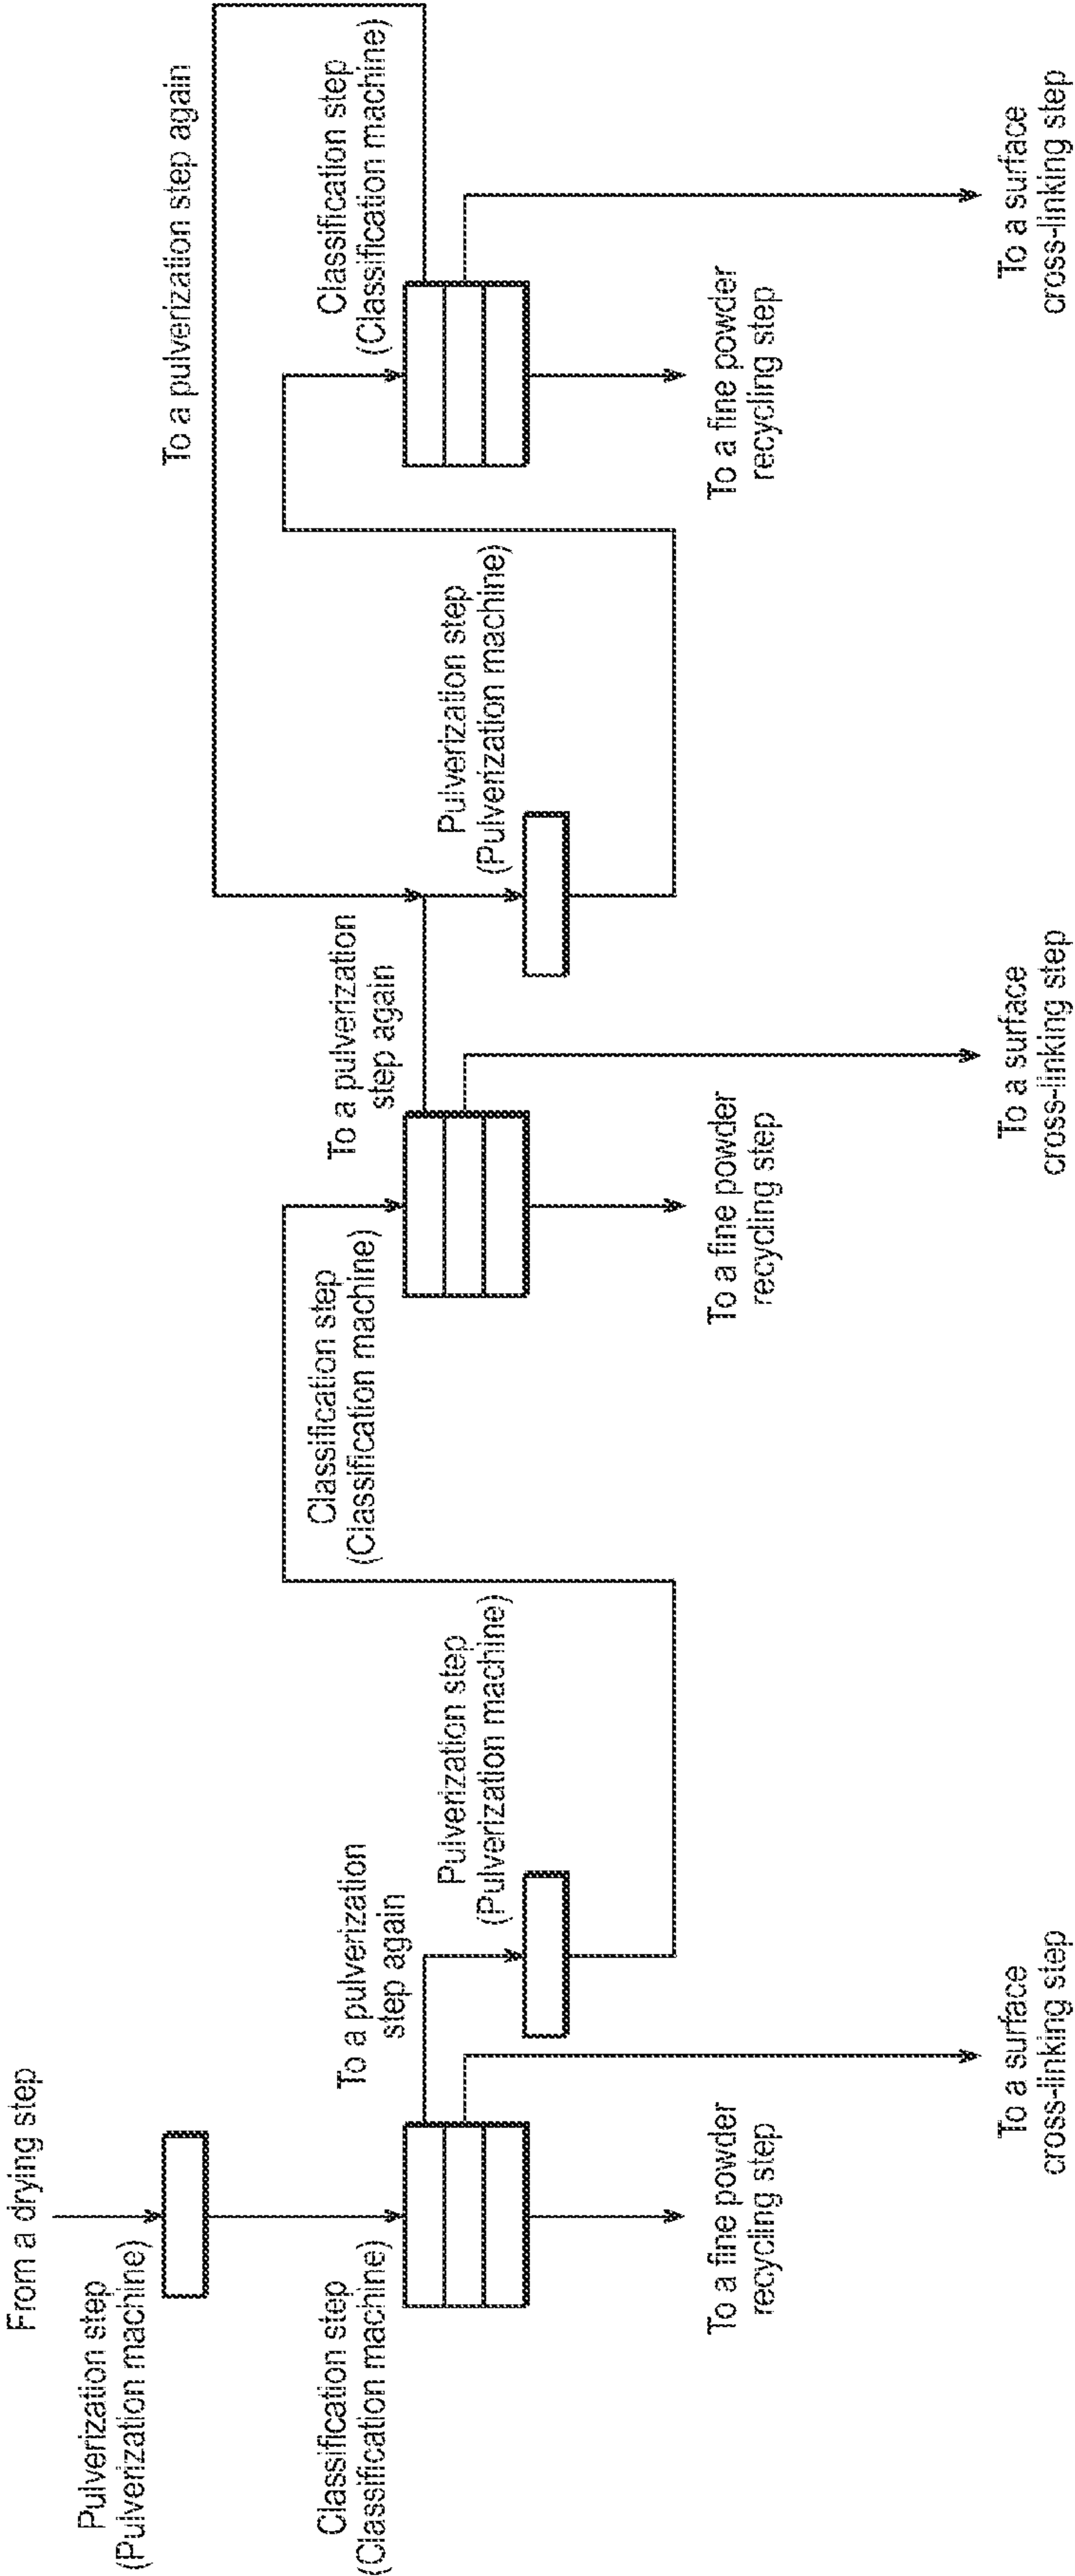 From a drying step
Pulverization step
(Pulverization machine)
Classification step
(Classification machine)
To a fine powder
recycling step
To a surface
cross-linking step
To a pulverization
step again
Pulverization step
(Pulverization machine)
Classification step
(Classification machine)
To a fine powder
recycling step
To a surface
cross-linking step
To a pulverization
step again
Pulverization step
(Pulverization machine)
To a pulverization step again
Classification step
(Classification machine)
To a fine powder
recycling step
To a surface
cross-linking step